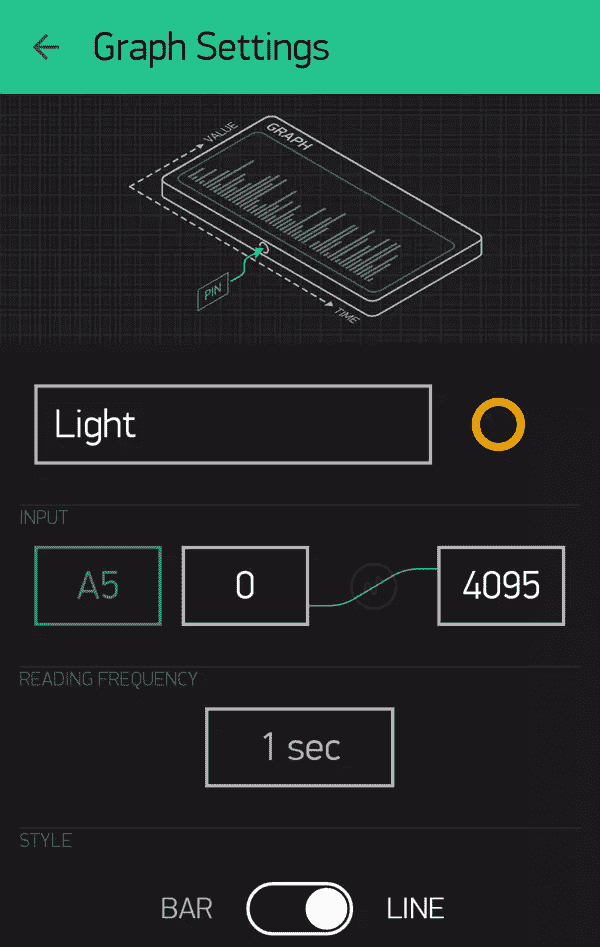 Graph Settings
VALUE
GRAPH
PIN
TIME
Light
INPUT
A5 0 4095
READING FREQUENCY
1 sec
STYLE
BAR LINE